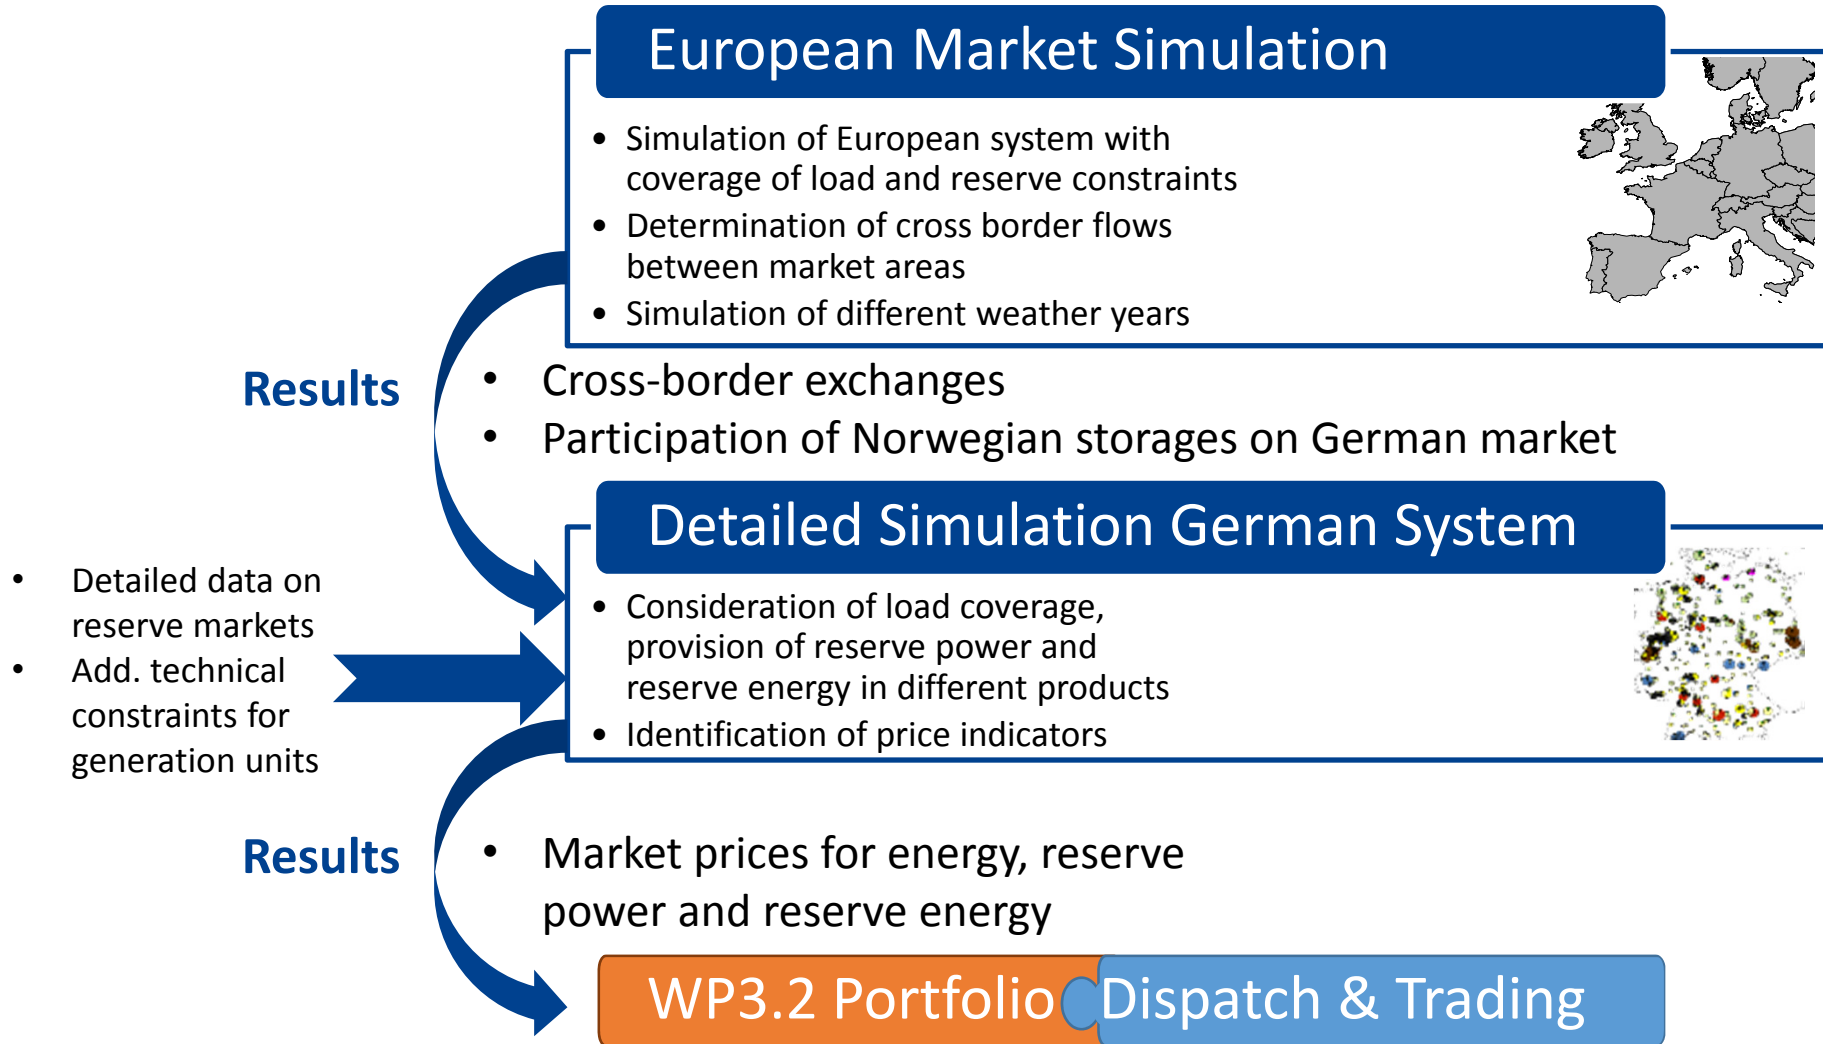 European Market Simulation
• Simulation of European system with
coverage of load and reserve constraints
• Determination of cross border flows
between market areas
• Simulation of different weather years
Results
• Cross-border exchanges
• Participation of Norwegian storages on German market
Detailed Simulation German System
• Detailed data on
reserve markets
• Add. technical
constraints for
generation units
• Consideration of load coverage,
provision of reserve power and
reserve energy in different products
• Identification of price indicators
Results
• Market prices for energy, reserve
power and reserve energy
WP3.2 Portfolio Dispatch & Trading